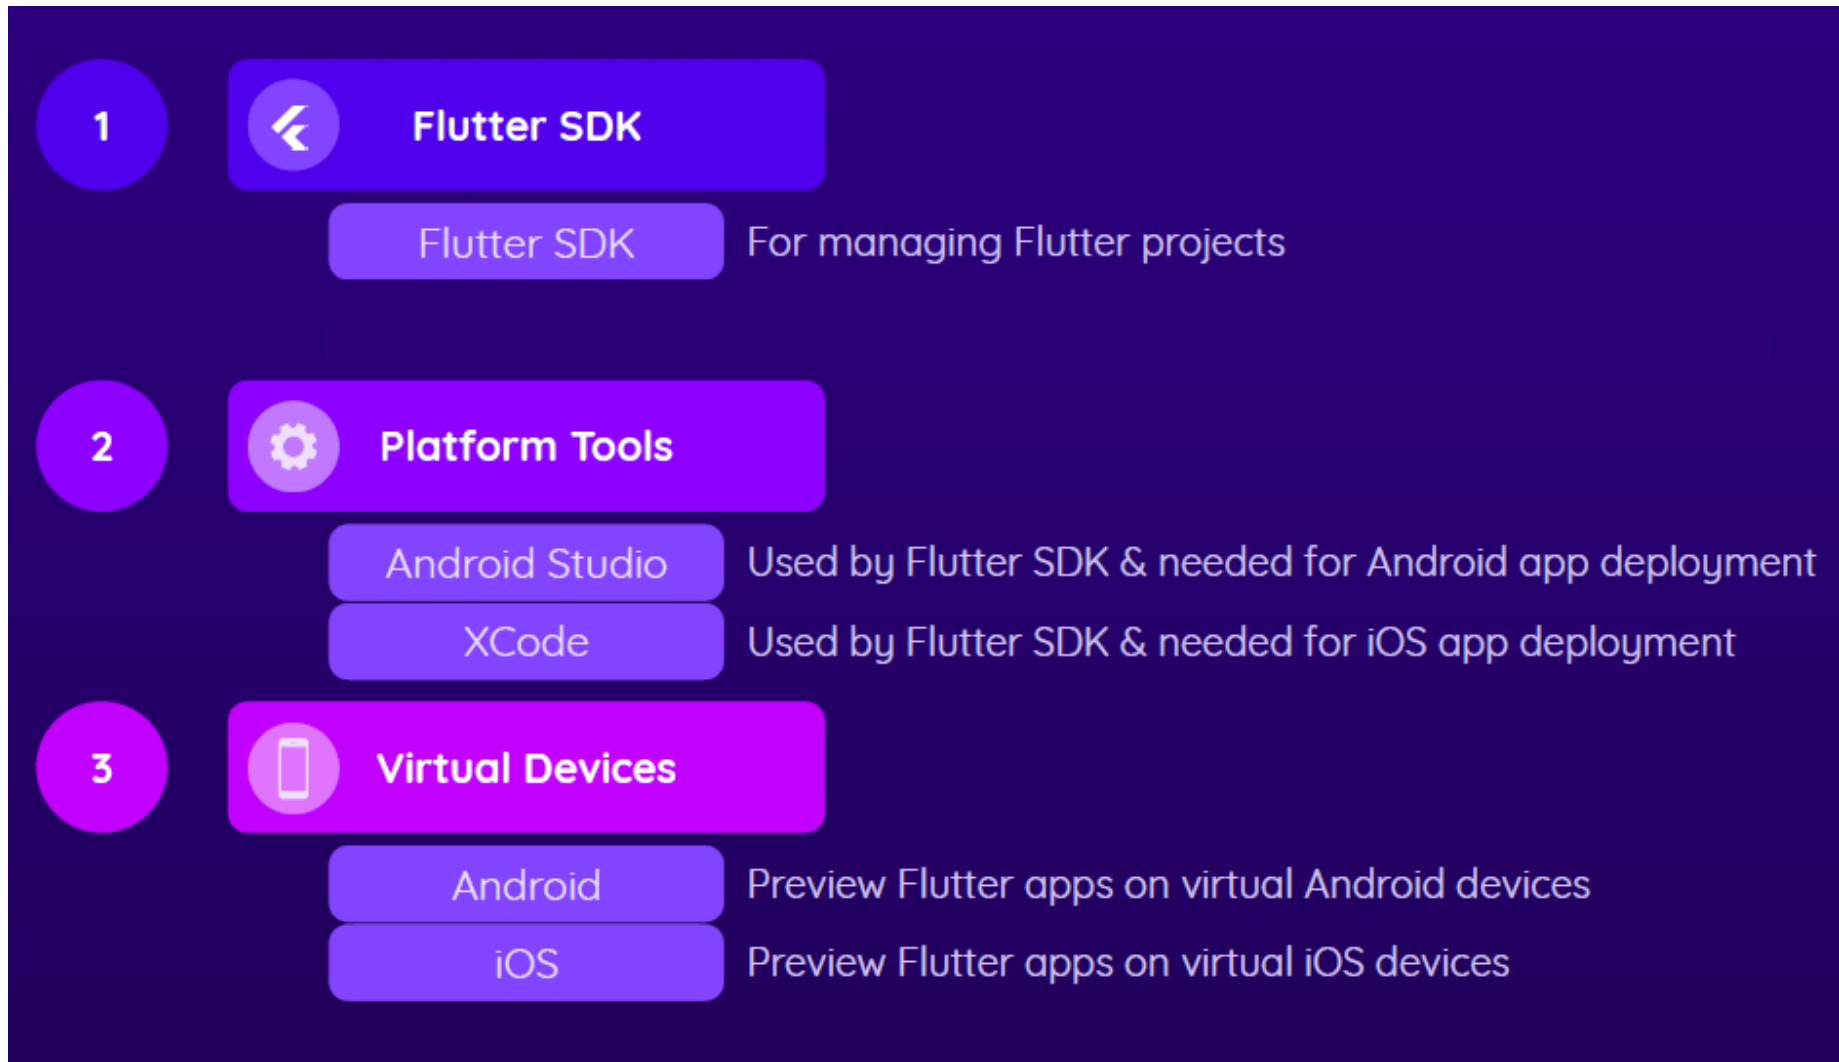 1
Flutter SDK
Flutter SDK
For managing Flutter projects
2
Platform Tools
Android Studio
Used by Flutter SDK & needed for Android app deployment
XCode
Used by Flutter SDK & needed for iOS app deployment
3
Virtual Devices
Android
Preview Flutter apps on virtual Android devices
iOS
Preview Flutter apps on virtual iOS devices